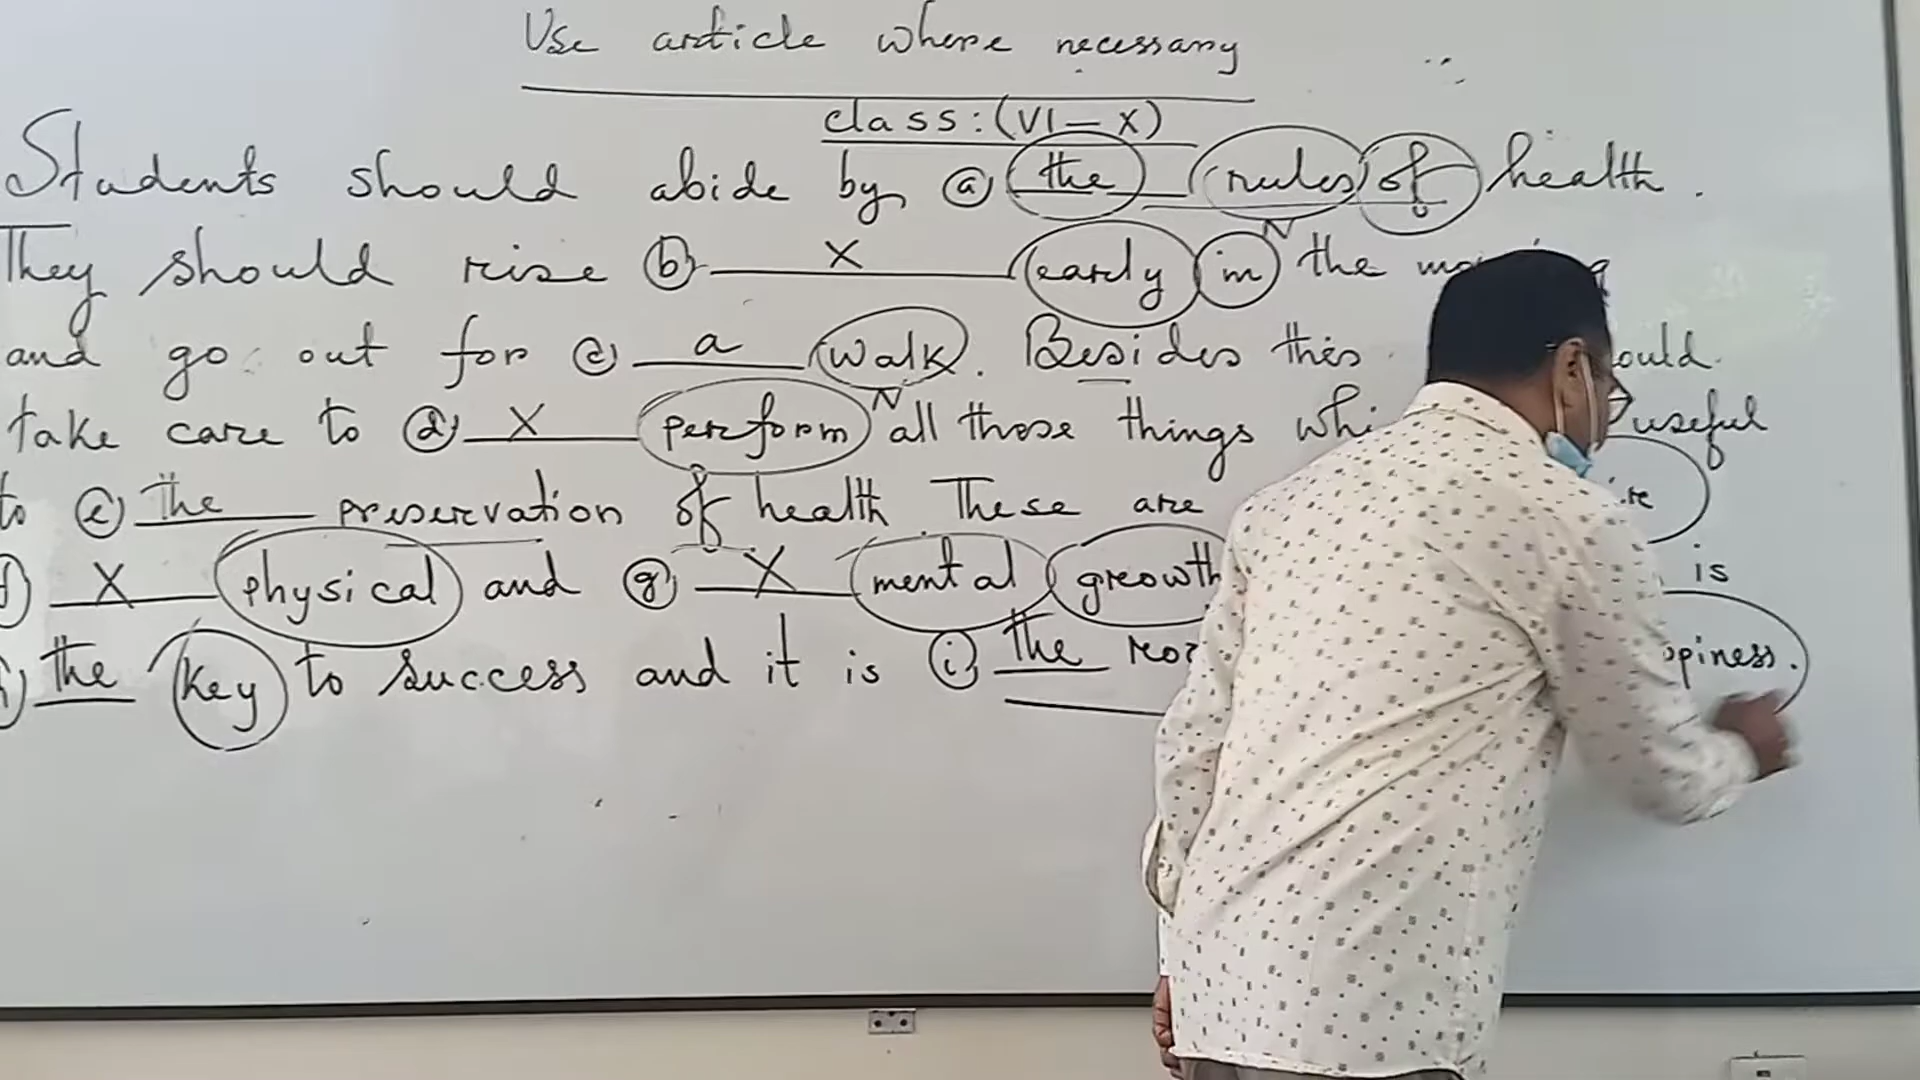 Use article where necessary
class: (VI – X)
Students should abide by (a) the rules of health.
N
They should rise (b) X early in the
and go out for (c) a walk. Besides this
N
take care to (d) X perform all those things useful
to (e) the preservation of health. These are
(f) X physical and (g) X mental growth is
(h) the key to success and it is (i) the